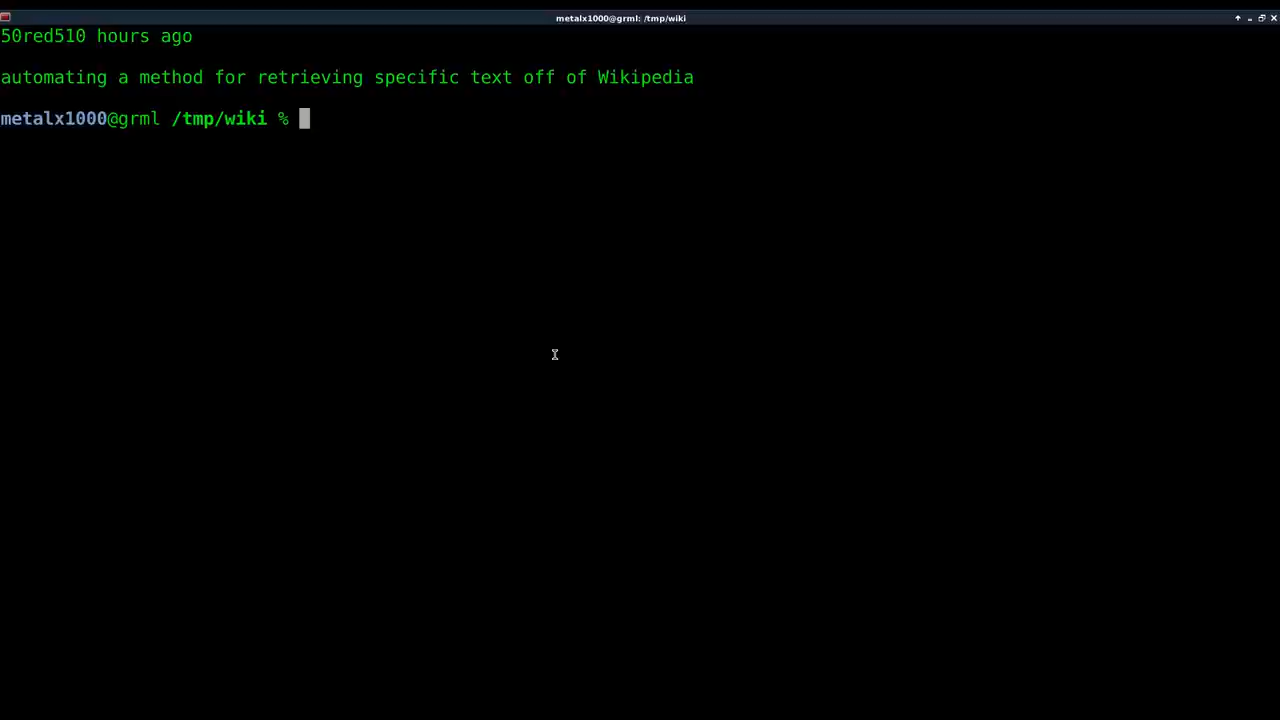 metalx1000@grml: /tmp/wiki
50red510 hours ago
automating a method for retrieving specific text off of Wikipedia
metalx1000@grml /tmp/wiki %